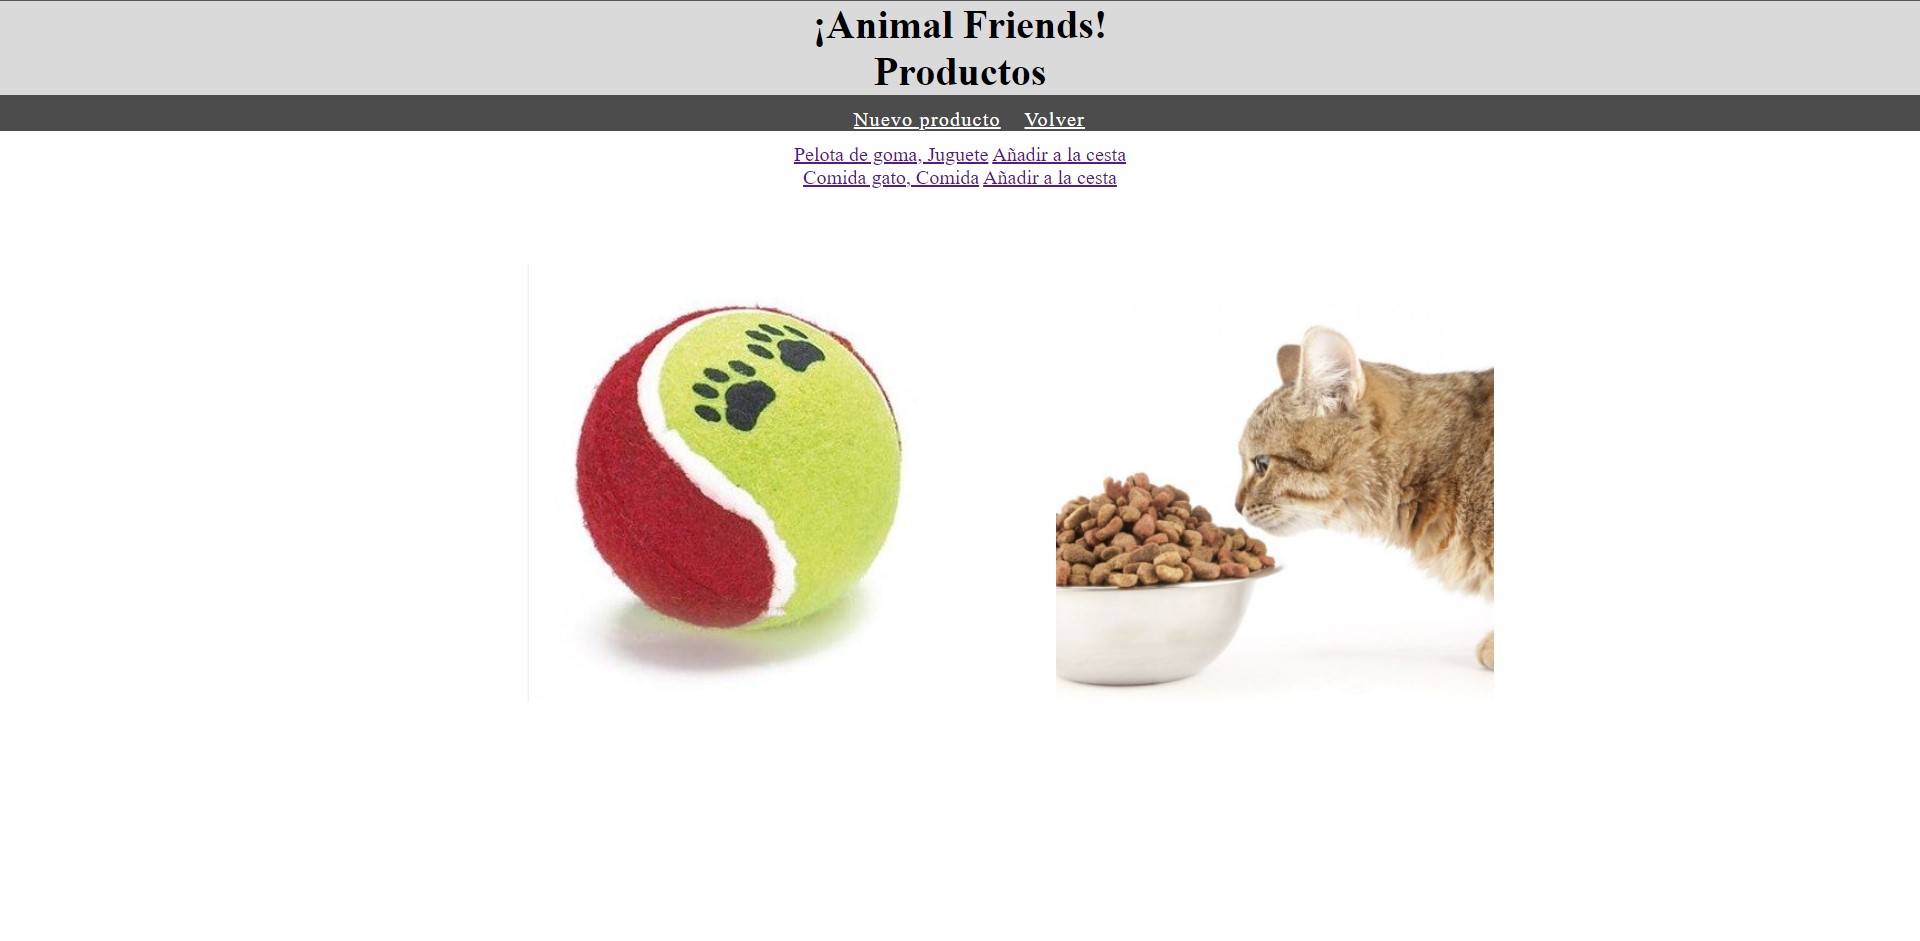 ¡Animal Friends!
Productos
Nuevo producto Volver
Pelota de goma, Juguete Añadir a la cesta
Comida gato, Comida Añadir a la cesta